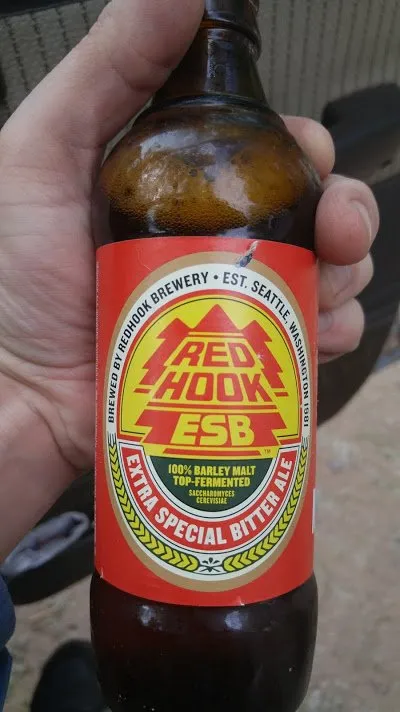 BREWED BY REDHOOK BREWERY • EST. SEATTLE, WASHINGTON 1981
RED
HOOK
ESB
TM
100% BARLEY MALT
TOP-FERMENTED
SACCHAROMYCES
CEREVISIAE
EXTRA SPECIAL BITTER ALE